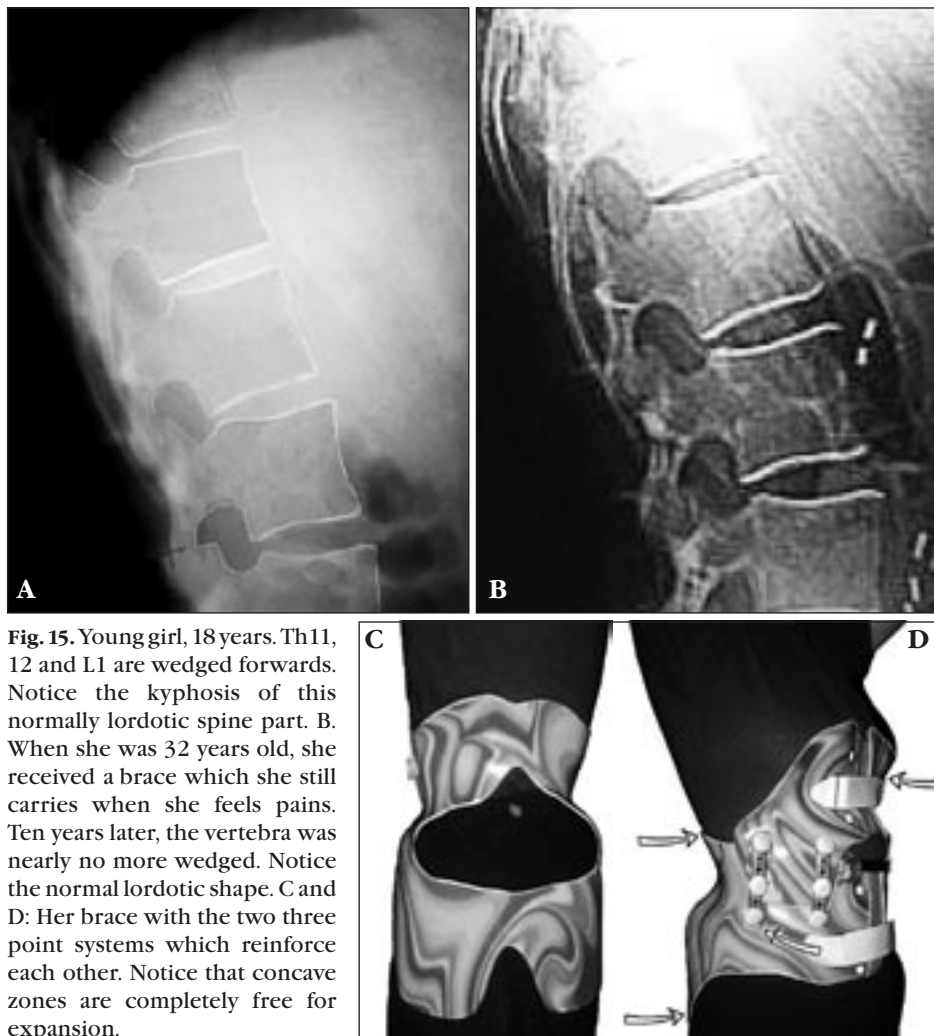 A
B
Fig. 15. Young girl, 18 years. Th11,
12 and L1 are wedged forwards.
Notice the kyphosis of this
normally lordotic spine part. B.
When she was 32 years old, she
received a brace which she still
carries when she feels pains.
Ten years later, the vertebra was
nearly no more wedged. Notice
the normal lordotic shape. C and
D: Her brace with the two three
point systems which reinforce
each other. Notice that concave
zones are completely free for
expansion.
C
D